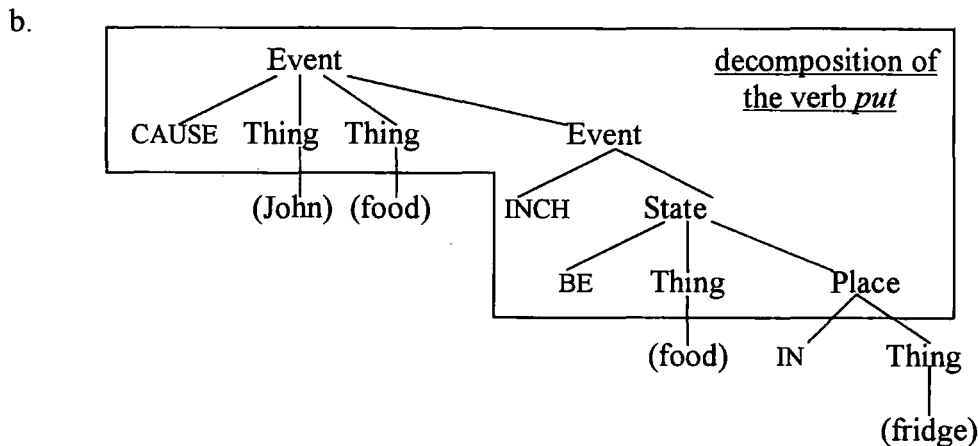 b.
Event
decomposition of
the verb put
CAUSE Thing Thing Event
(John) (food) INCH State
BE Thing Place
(food) IN Thing
(fridge)